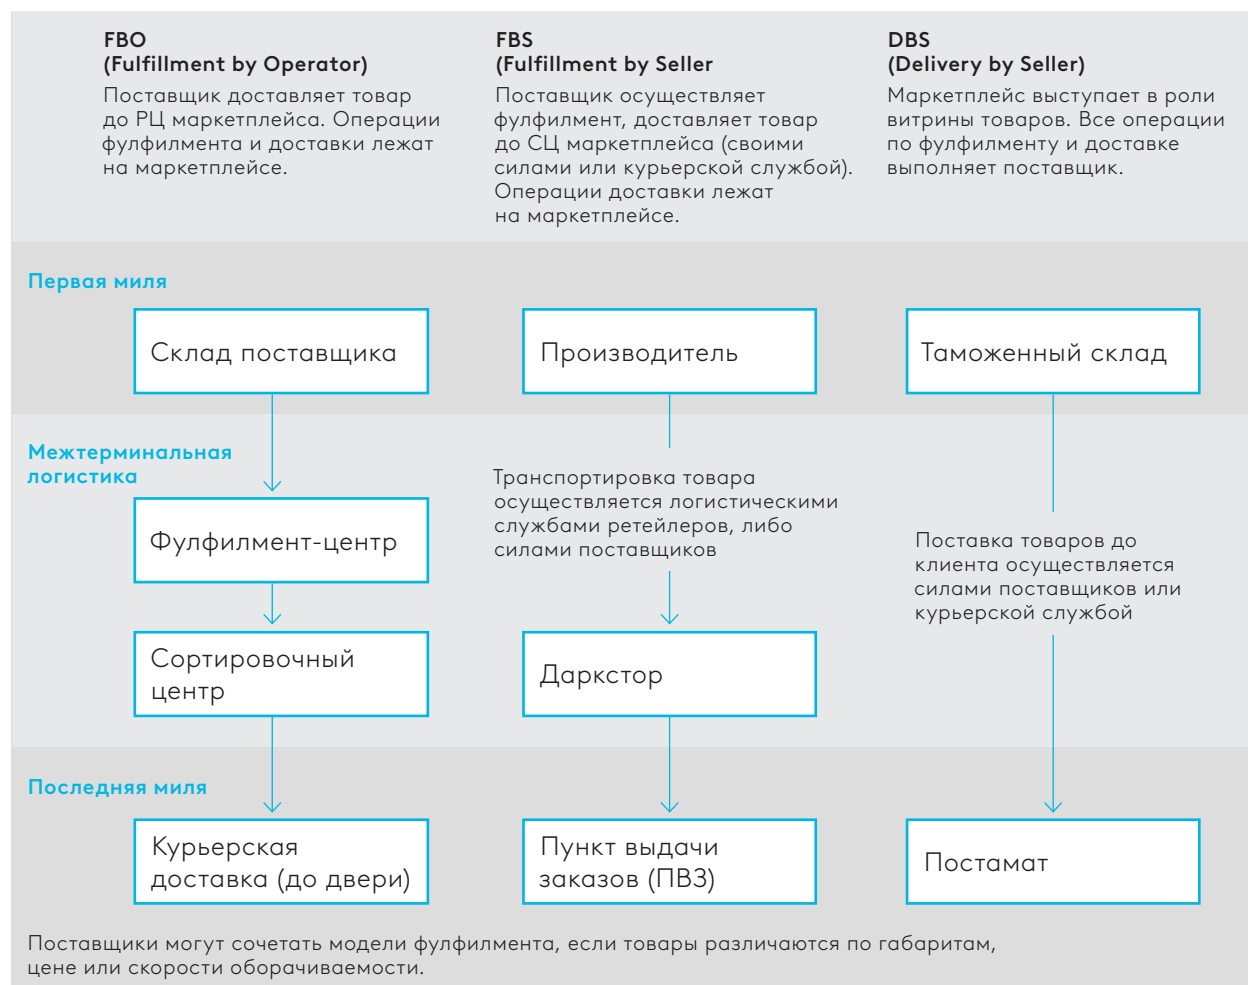 FBO
(Fulfillment by Operator)
Поставщик доставляет товар
до РЦ маркетплейса. Операции
фулфилмента и доставки лежат
на маркетплейсе.
FBS
(Fulfillment by Seller
Поставщик осуществляет
фулфилмент, доставляет товар
до СЦ маркетплейса (своими
силами или курьерской службой).
Операции доставки лежат
на маркетплейсе.
DBS
(Delivery by Seller)
Маркетплейс выступает в роли
витрины товаров. Все операции
по фулфилменту и доставке
выполняет поставщик.
Первая миля
Склад поставщика
Производитель
Таможенный склад
Межтерминальная
логистика
Фулфилмент-центр
Транспортировка товара
осуществляется логистическими
службами ретейлеров, либо
силами поставщиков
Поставка товаров до
клиента осуществляется
силами поставщиков или
курьерской службой
Сортировочный
центр
Даркстор
Последняя миля
Курьерская
доставка (до двери)
Пункт выдачи
заказов (ПВЗ)
Постамат
Поставщики могут сочетать модели фулфилмента, если товары различаются по габаритам,
цене или скорости оборачиваемости.